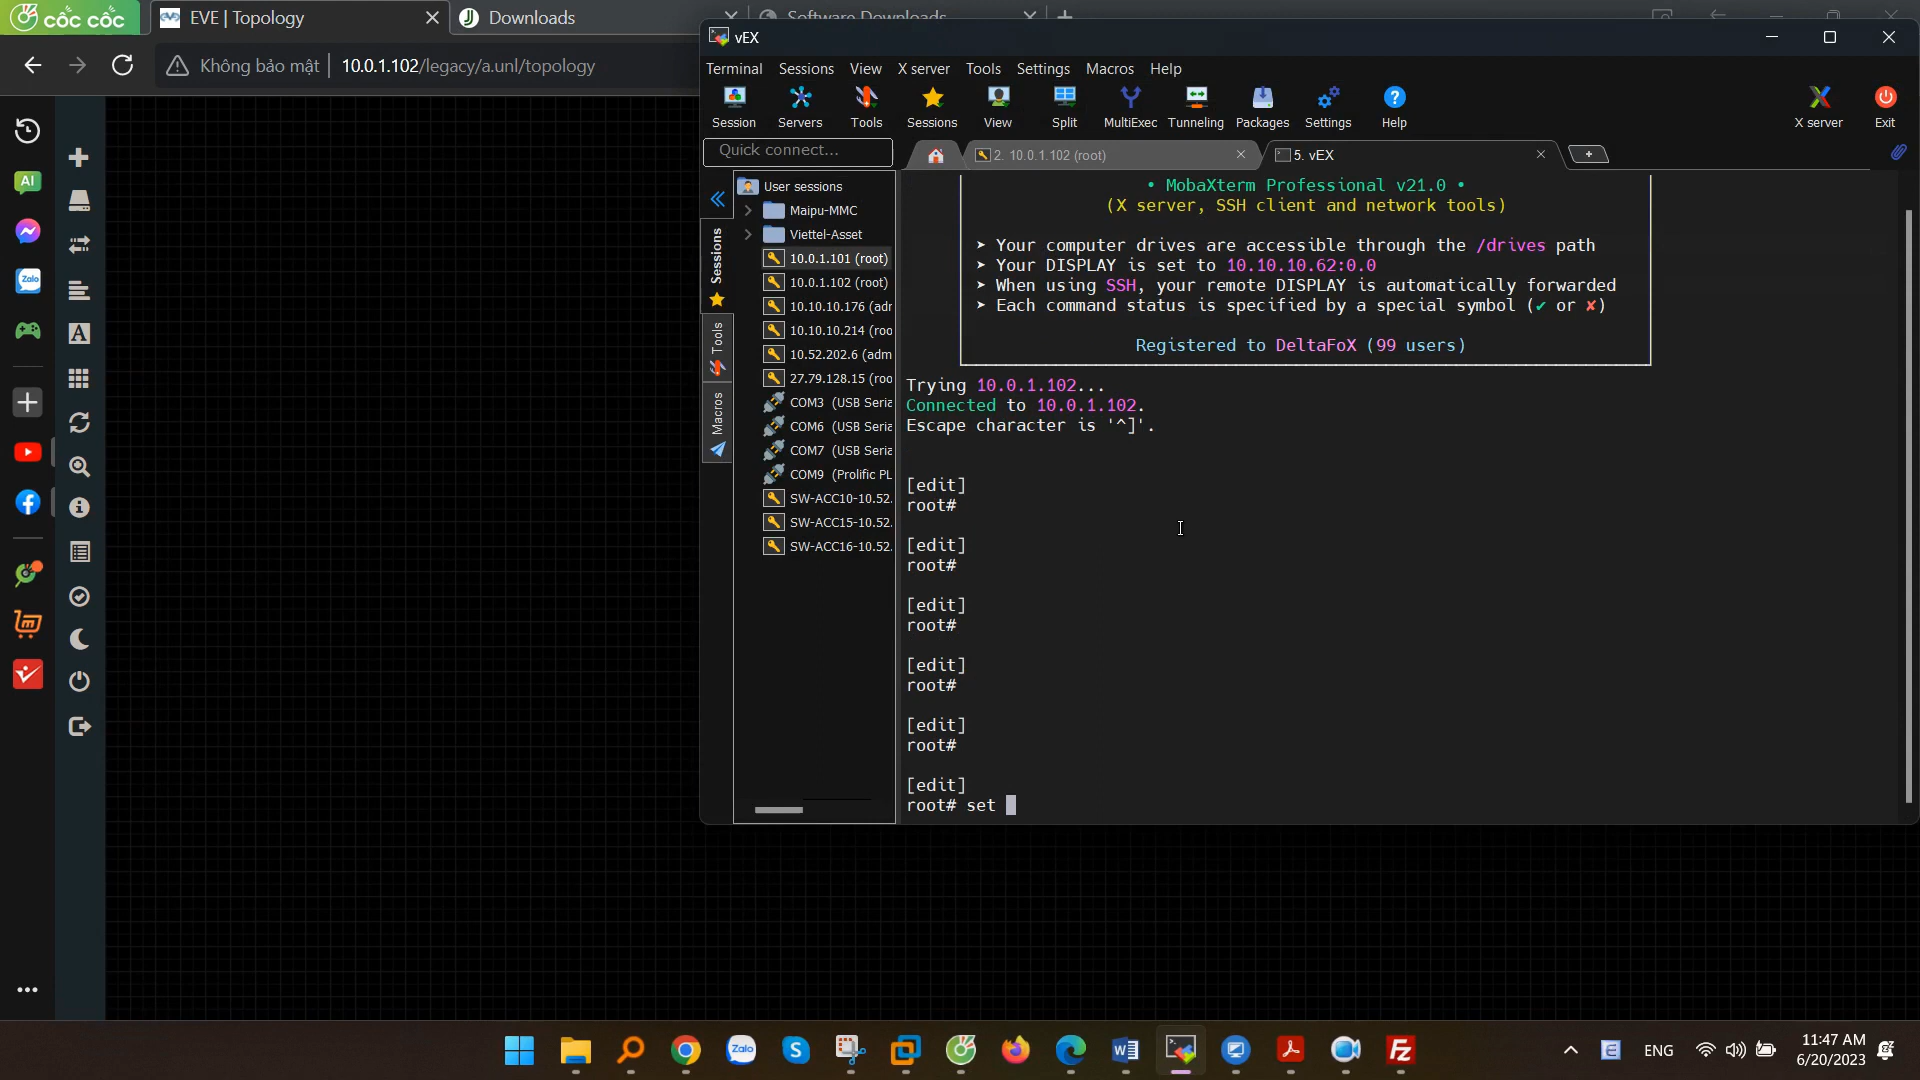 cốc cốc
EVE | Topology
Downloads
Software Downloads
Không bảo mật
10.0.1.102/legacy/a.unl/topology
vEX
Terminal Sessions View X server Tools Settings Macros Help
Session Servers Tools Sessions View Split MultiExec Tunneling Packages Settings Help X server Exit
Quick connect...
2. 10.0.1.102 (root)
5. vEX
Sessions
Tools
Macros
User sessions
Maipu-MMC
Viettel-Asset
10.0.1.101 (root)
10.0.1.102 (root)
10.10.10.176 (adr
10.10.10.214 (roo
10.52.202.6 (adm
27.79.128.15 (roo
COM3 (USB Seria
COM6 (USB Seria
COM7 (USB Seria
COM9 (Prolific PL
SW-ACC10-10.52.
SW-ACC15-10.52.
SW-ACC16-10.52.
• MobaXterm Professional v21.0 •
(X server, SSH client and network tools)
➤ Your computer drives are accessible through the /drives path
➤ Your DISPLAY is set to 10.10.10.62:0.0
➤ When using SSH, your remote DISPLAY is automatically forwarded
➤ Each command status is specified by a special symbol (✔ or ✘)
Registered to DeltaFoX (99 users)
Trying 10.0.1.102...
Connected to 10.0.1.102.
Escape character is '^]'.
[edit]
root#
[edit]
root#
[edit]
root#
[edit]
root#
[edit]
root#
[edit]
root# set
AI
Zalo
Zalo
ENG
11:47 AM
6/20/2023